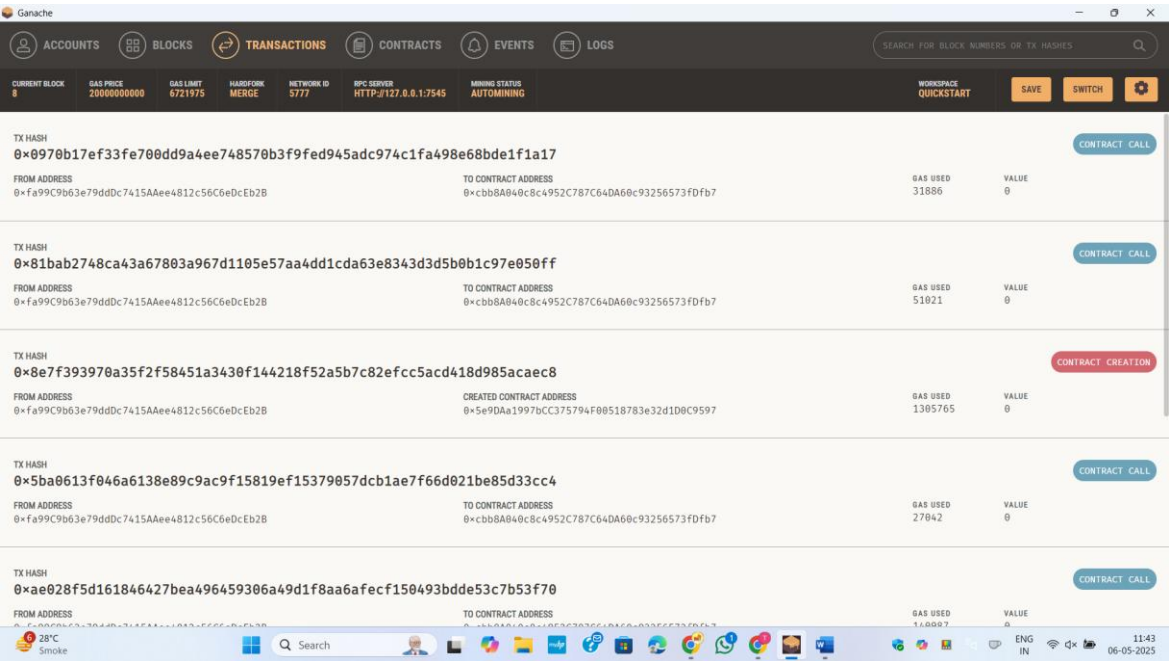 Ganache
ACCOUNTS BLOCKS TRANSACTIONS CONTRACTS EVENTS LOGS SEARCH FOR BLOCK NUMBERS OR TX HASHES
CURRENT BLOCK GAS PRICE GAS LIMIT HARDFORK NETWORK ID RPC SERVER MINING STATUS WORKSPACE
8 20000000000 6721975 MERGE 5777 HTTP://127.0.0.1:7545 AUTOMINING QUICKSTART SAVE SWITCH
TX HASH
0×0970b17ef33fe700dd9a4ee748570b3f9fed945adc974c1fa498e68bde1f1a17 CONTRACT CALL
FROM ADDRESS TO CONTRACT ADDRESS GAS USED VALUE
0×fa99C9b63e79ddDc7415AAee4812c56C6eDcEb2B 0×cbb8A040c8c4952C787C64DA60c93256573fDfb7 31886 0
TX HASH
0×81bab2748ca43a67803a967d1105e57aa4dd1cda63e8343d3d5b0b1c97e050ff CONTRACT CALL
FROM ADDRESS TO CONTRACT ADDRESS GAS USED VALUE
0×fa99C9b63e79ddDc7415AAee4812c56C6eDcEb2B 0×cbb8A040c8c4952C787C64DA60c93256573fDfb7 51021 0
TX HASH
0×8e7f393970a35f2f58451a3430f144218f52a5b7c82efcc5acd418d985acaec8 CONTRACT CREATION
FROM ADDRESS CREATED CONTRACT ADDRESS GAS USED VALUE
0×fa99C9b63e79ddDc7415AAee4812c56C6eDcEb2B 0×5e9DAa1997bCC375794F00518783e32d1D0C9597 1305765 0
TX HASH
0×5ba0613f046a6138e89c9ac9f15819ef15379057dcb1ae7f66d021be85d33cc4 CONTRACT CALL
FROM ADDRESS TO CONTRACT ADDRESS GAS USED VALUE
0×fa99C9b63e79ddDc7415AAee4812c56C6eDcEb2B 0×cbb8A040c8c4952C787C64DA60c93256573fDfb7 27042 0
TX HASH
0×ae028f5d161846427bea496459306a49d1f8aa6afecf150493bdde53c7b53f70 CONTRACT CALL
FROM ADDRESS TO CONTRACT ADDRESS GAS USED VALUE
6 28°C Search ENG 11:43
Smoke IN 06-05-2025